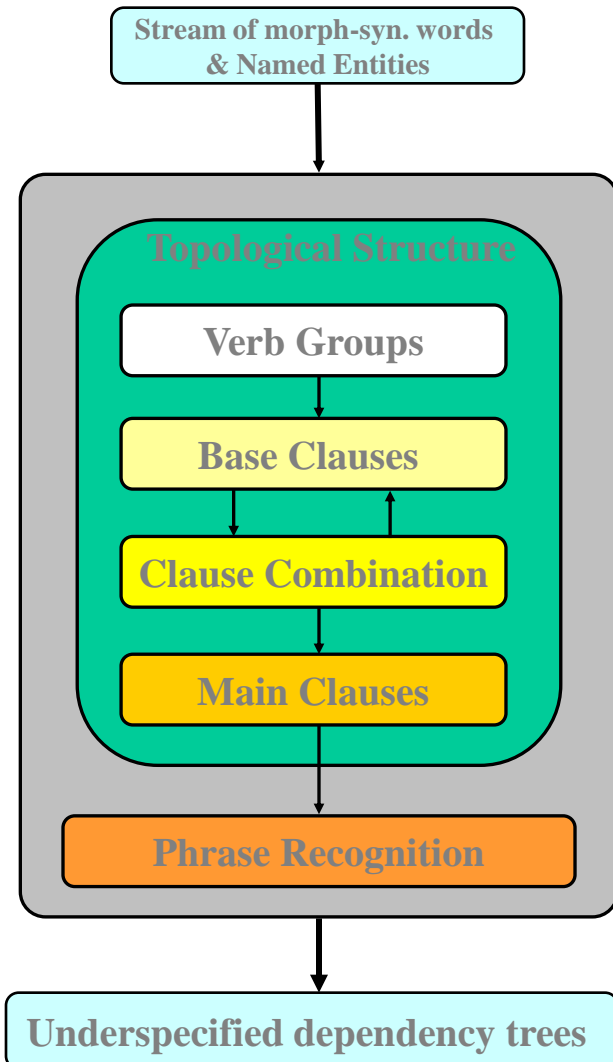 Stream of morph-syn. words
& Named Entities
Topological Structure
Verb Groups
Base Clauses
Clause Combination
Main Clauses
Phrase Recognition
Underspecified dependency trees